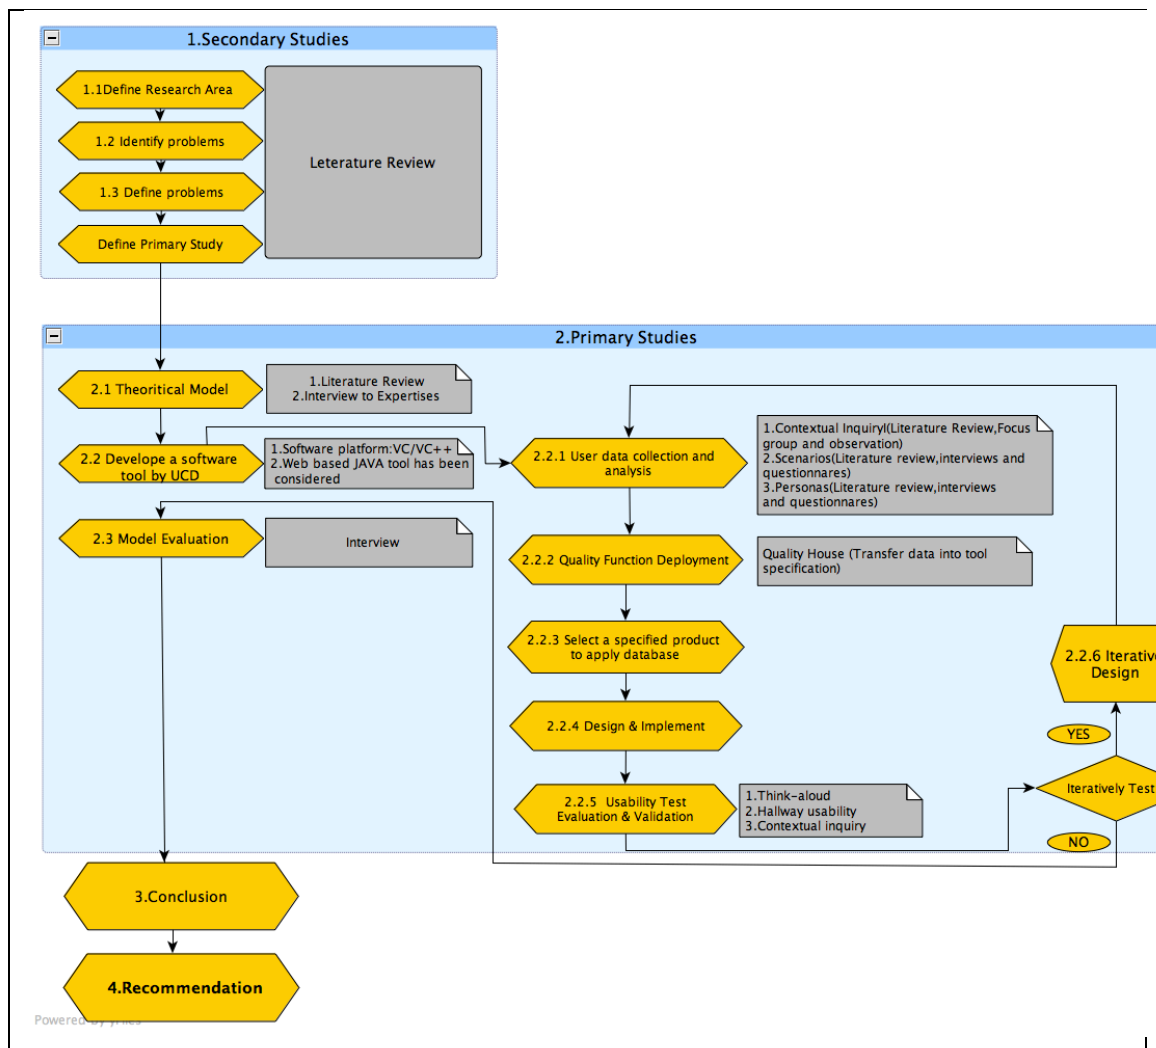 1.Secondary Studies
1.1Define Research Area
1.2 Identify problems
1.3 Define problems
Define Primary Study
Leterature Review
2.Primary Studies
2.1 Theoritical Model
1.Literature Review
2.Interview to Expertises
2.2 Develope a software
tool by UCD
1.Software platform:VC/VC++
2.Web based JAVA tool has been
considered
2.3 Model Evaluation
Interview
2.2.1 User data collection and
analysis
1.Contextual Inquiryl(Literature Review,Focus
group and observation)
2.Scenarios(Literature review,interviews and
questionnares)
3.Personas(Literature review,interviews
and questionnares)
2.2.2 Quality Function Deployment
Quality House (Transfer data into tool
specification)
2.2.3 Select a specified product
to apply database
2.2.4 Design & Implement
2.2.5 Usability Test
Evaluation & Validation
1.Think-aloud
2.Hallway usability
3.Contextual inquiry
2.2.6 Iterativ
Design
YES
Iteratively Test
NO
3.Conclusion
4.Recommendation
Powered by yFiles